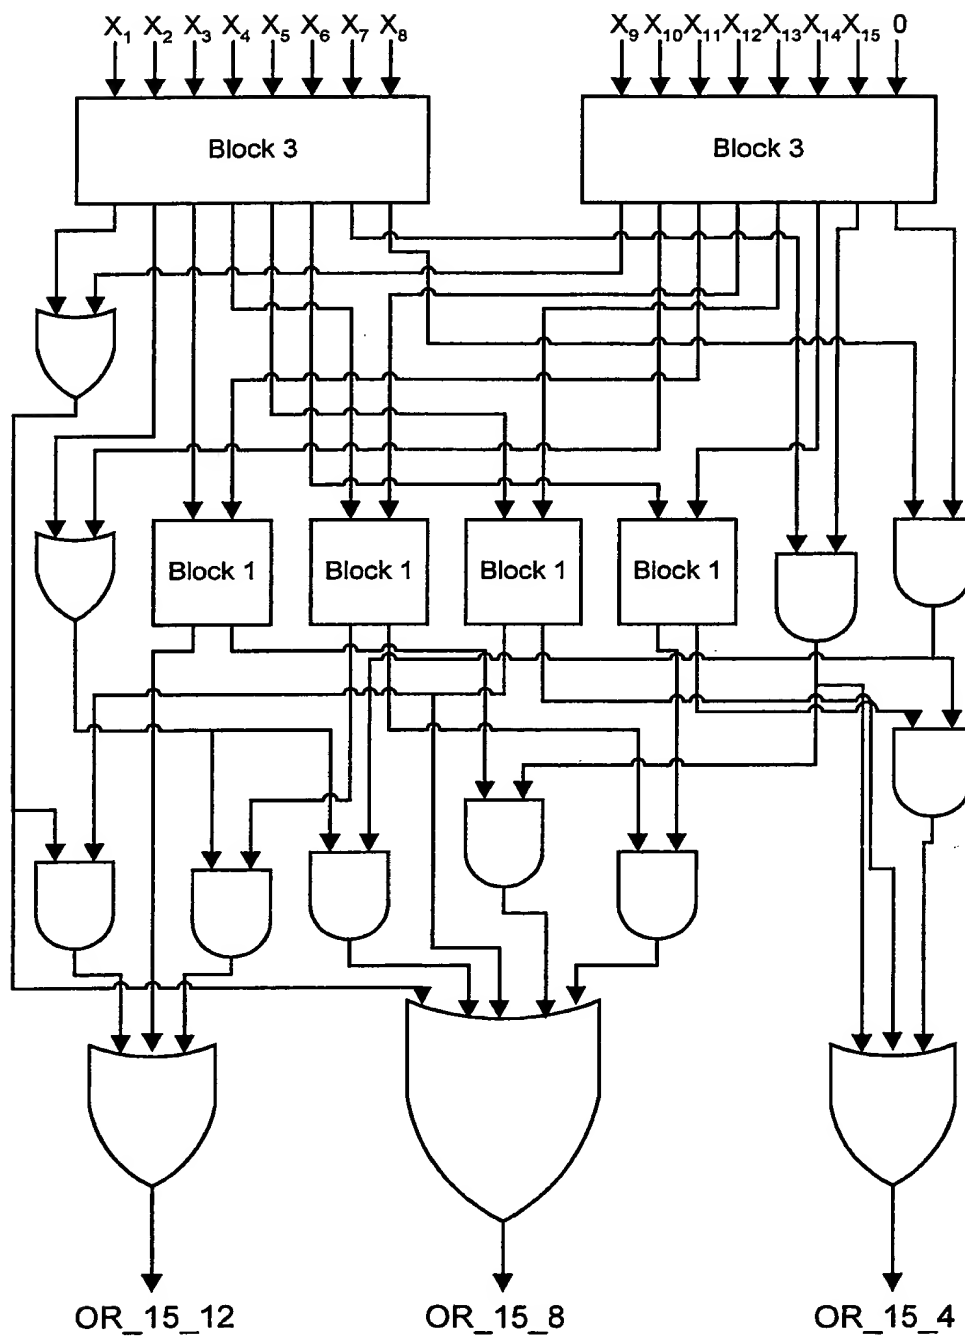 X₁ X₂ X₃ X₄ X₅ X₆ X₇ X₈ X₉ X₁₀ X₁₁ X₁₂ X₁₃ X₁₄ X₁₅ 0
Block 3 Block 3
Block 1 Block 1 Block 1 Block 1
OR_15_12 OR_15_8 OR_15_4